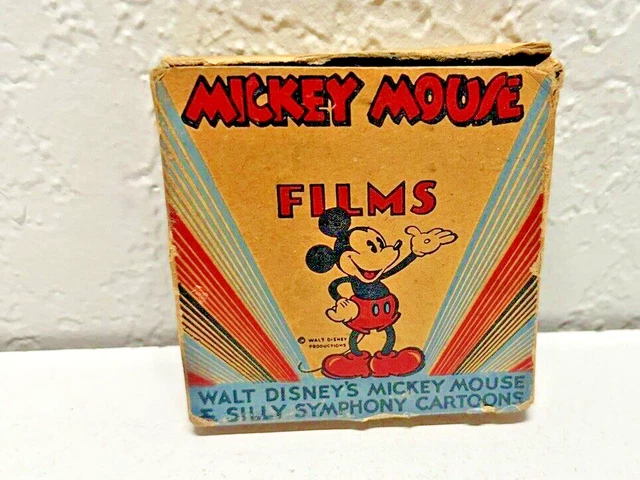 MICKEY MOUSE
FILMS
© WALT DISNEY
PRODUCTIONS
WALT DISNEY'S MICKEY MOUSE
& SILLY SYMPHONY CARTOONS